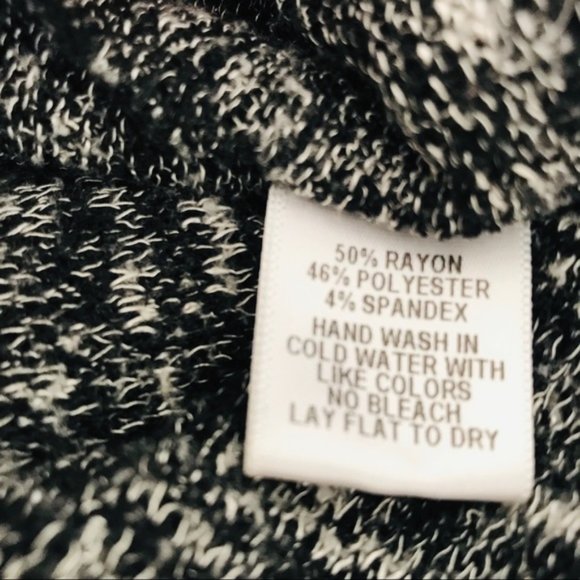 50% RAYON
46% POLYESTER
4% SPANDEX
HAND WASH IN
COLD WATER WITH
LIKE COLORS
NO BLEACH
LAY FLAT TO DRY